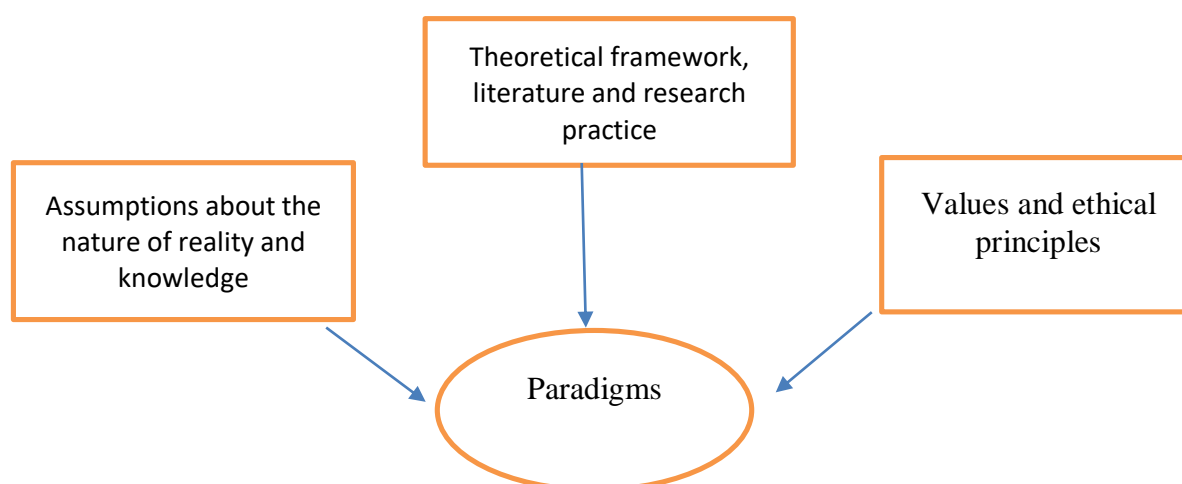 Theoretical framework,
literature and research
practice
Assumptions about the
nature of reality and
knowledge
Values and ethical
principles
Paradigms